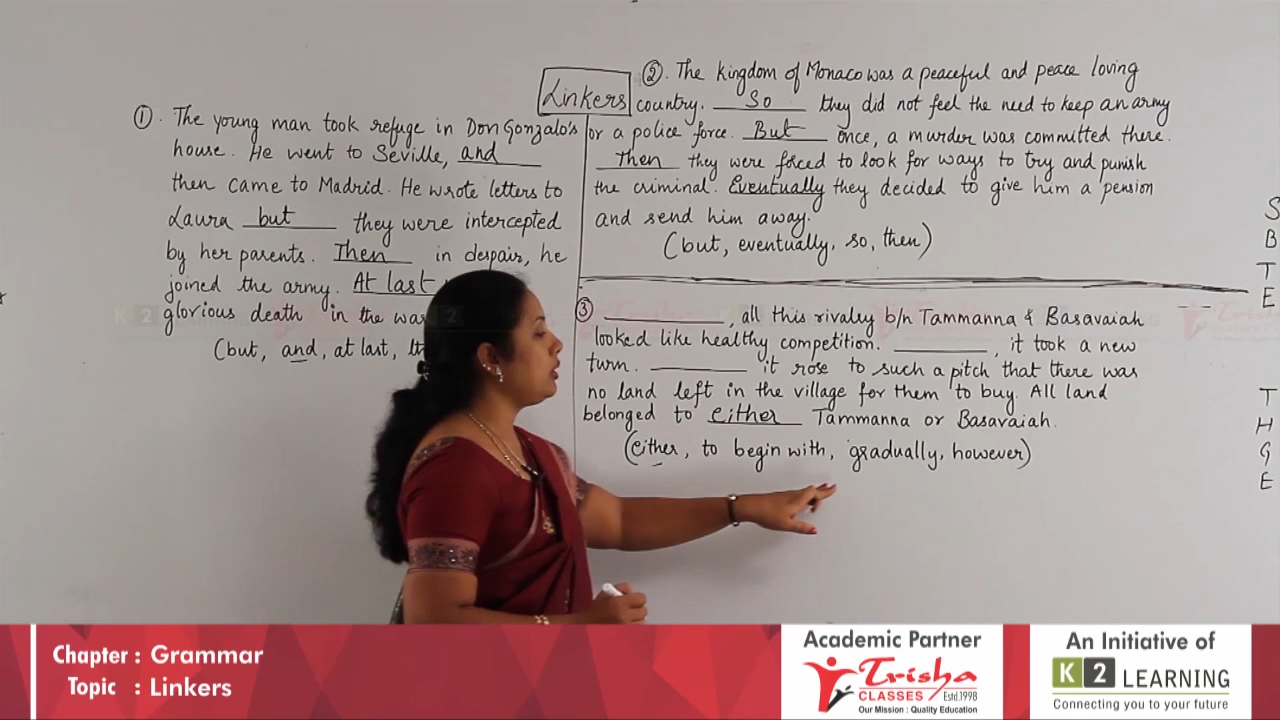 Linkers
① . The young man took refuge in Don Gonzalo's
house. He went to Seville, and
then came to Madrid. He wrote letters to
Laura but they were intercepted
by her parents. Then in despair, he
joined the army. At last
glorious death in the war
(but, and, at last,
②. The kingdom of Monaco was a peaceful and peace loving
country. So they did not feel the need to keep an army
or a police force. But once, a murder was committed there.
Then they were forced to look for ways to try and punish
the criminal. Eventually they decided to give him a pension
and send him away.
(but, eventually, so, then)
③ ________, all this rivalry b/n Tammanna & Basavaiah
looked like healthy competition. ________, it took a new
turn. ________ it rose to such a pitch that there was
no land left in the village for them to buy. All land
belonged to either Tammanna or Basavaiah.
(either, to begin with, gradually, however)
S
B
T
E
T
H
G
E
Chapter : Grammar
Topic : Linkers
Academic Partner
Trisha
CLASSES Estd.1998
Our Mission : Quality Education
An Initiative of
K2 LEARNING
Connecting you to your future